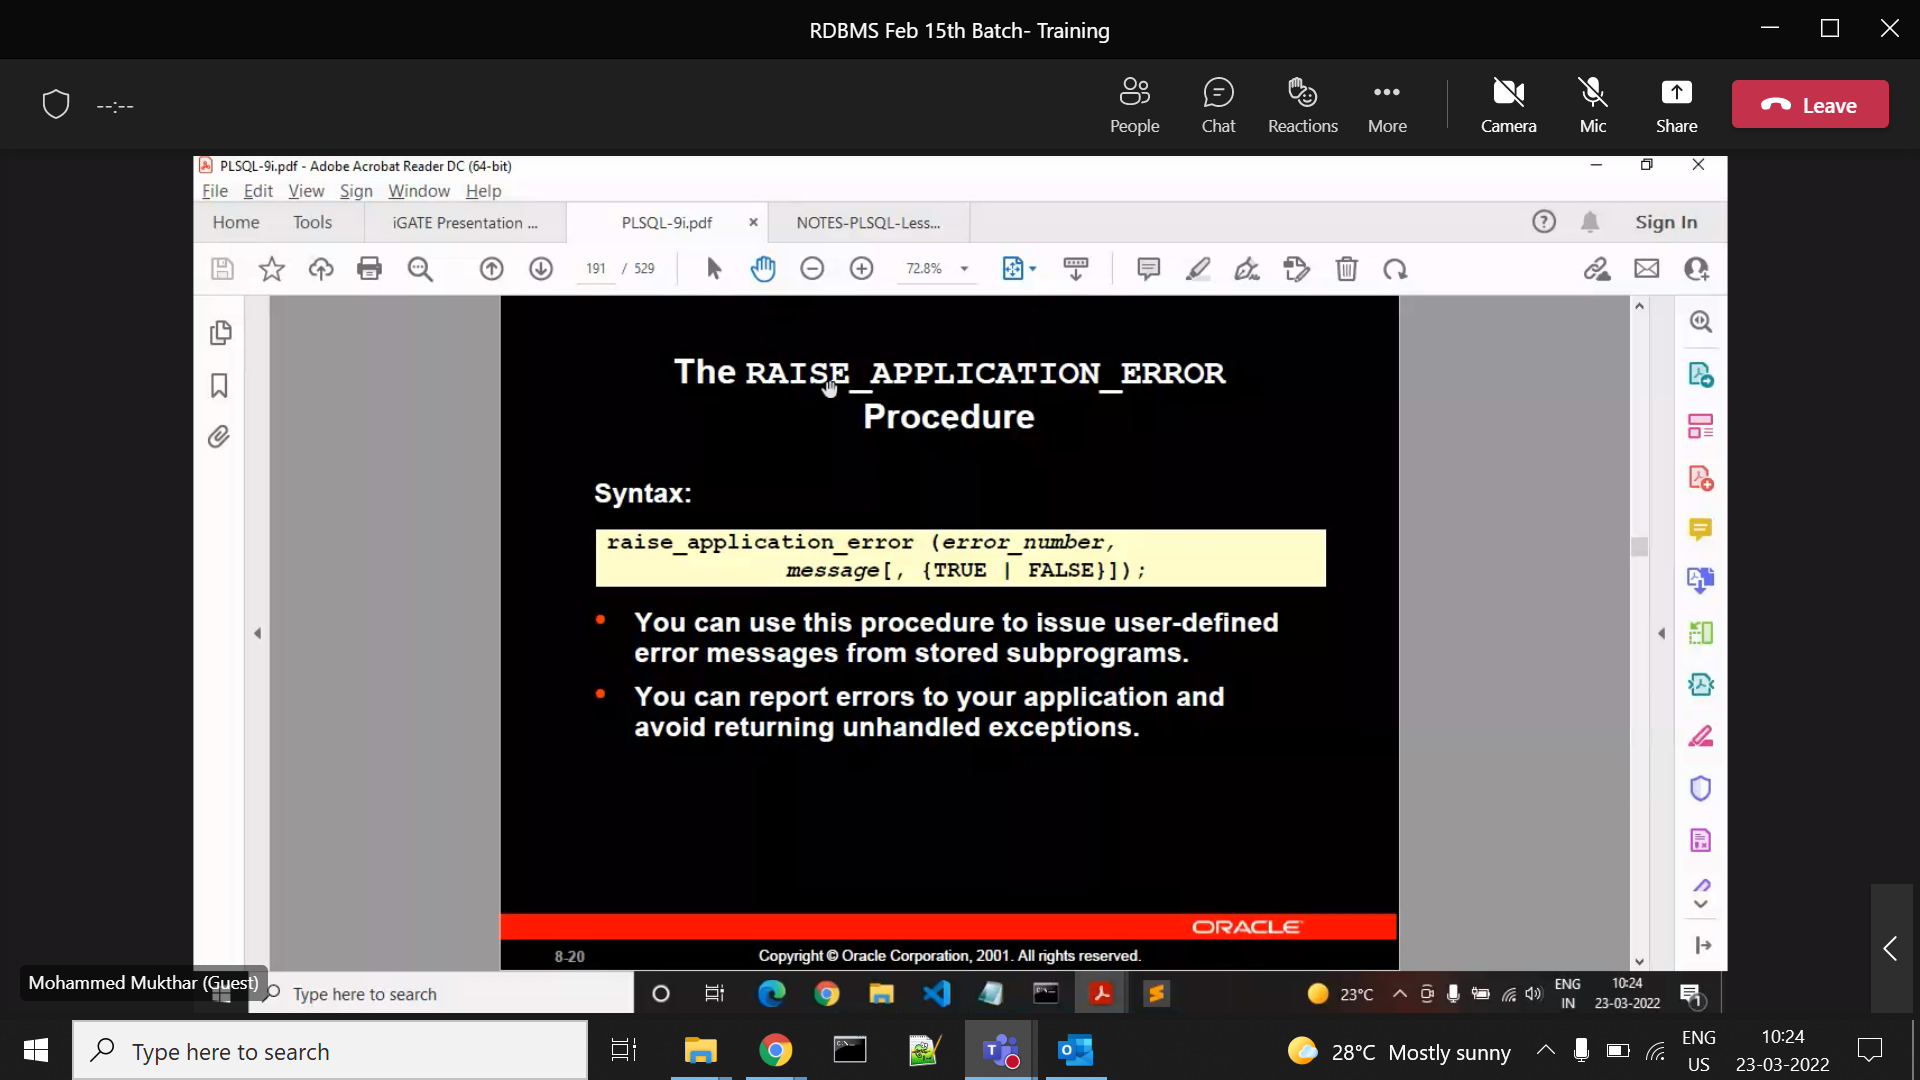 RDBMS Feb 15th Batch- Training
--:--
People
Chat
Reactions
More
Camera
Mic
Share
Leave
PLSQL-9i.pdf - Adobe Acrobat Reader DC (64-bit)
File Edit View Sign Window Help
Home Tools iGATE Presentation ... PLSQL-9i.pdf × NOTES-PLSQL-Less... Sign In
191 / 529 72.8%
The RAISE_APPLICATION_ERROR
Procedure
Syntax:
raise_application_error (error_number,
message[, {TRUE | FALSE}]);
• You can use this procedure to issue user-defined
error messages from stored subprograms.
• You can report errors to your application and
avoid returning unhandled exceptions.
ORACLE
8-20 Copyright © Oracle Corporation, 2001. All rights reserved.
Mohammed Mukthar (Guest)
Type here to search
23°C
ENG
IN
10:24
23-03-2022
1
Type here to search
28°C Mostly sunny
ENG
US
10:24
23-03-2022